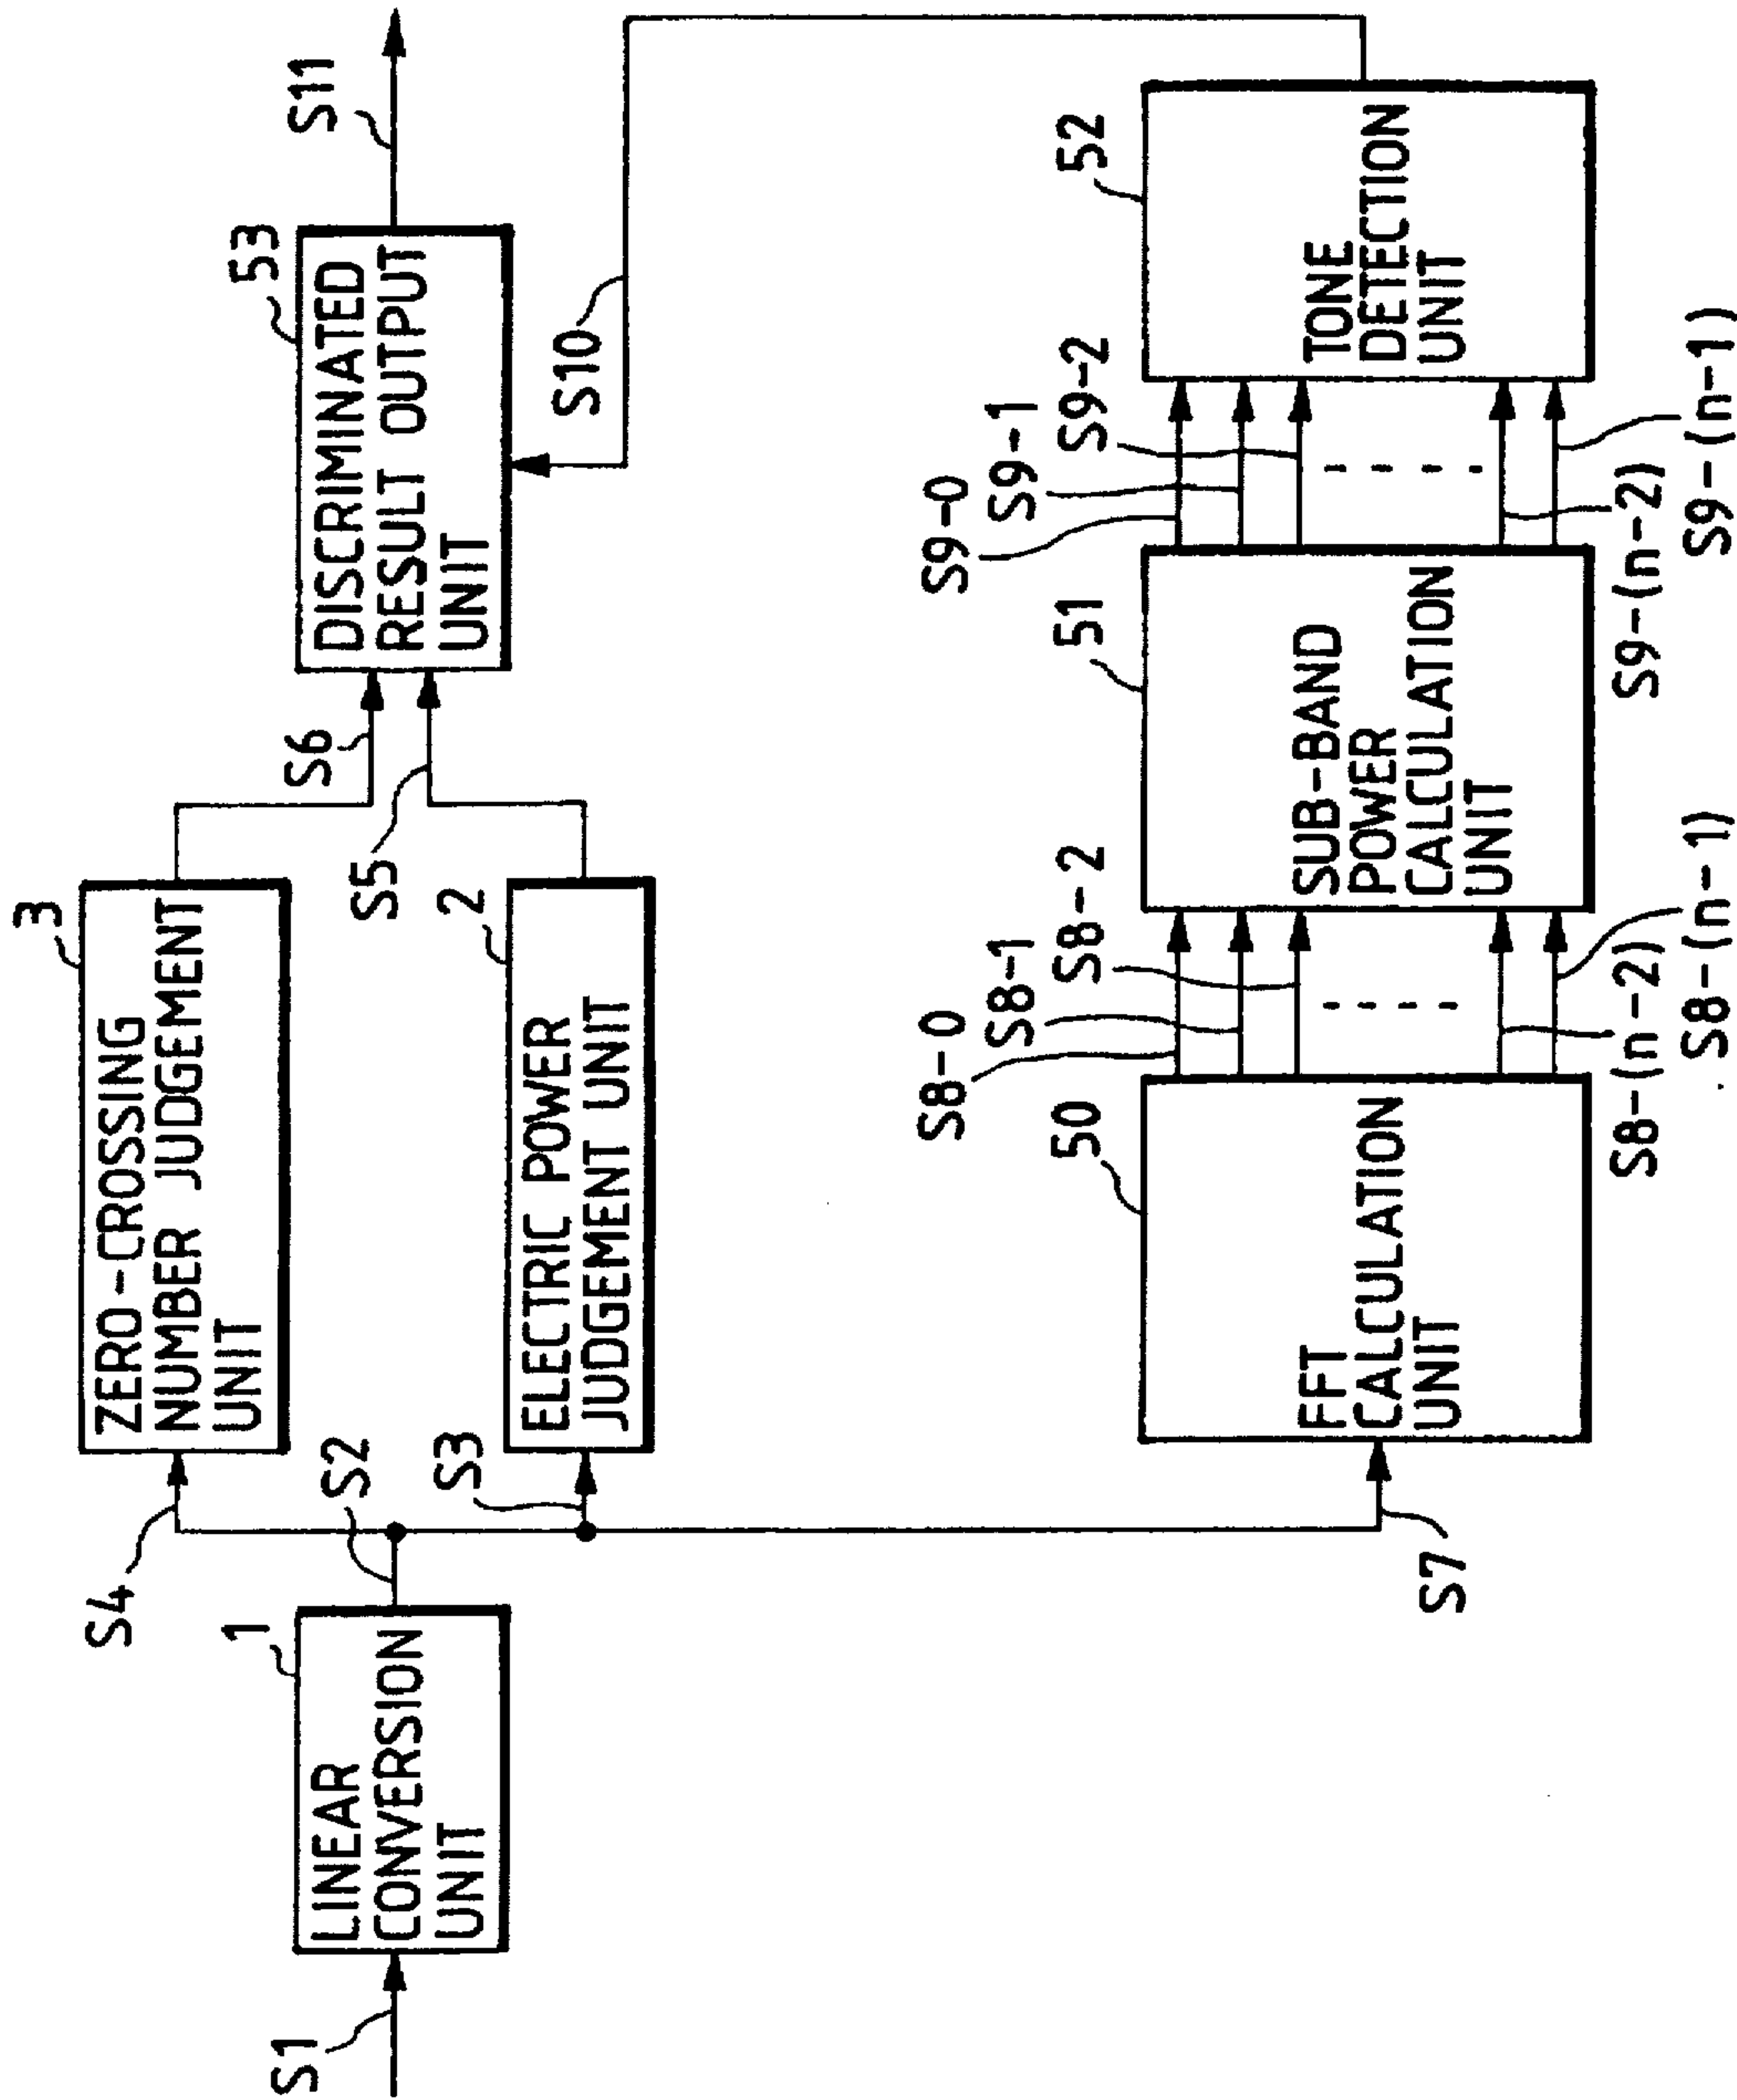 S1
1
LINEAR
CONVERSION
UNIT
S2
S4
3
ZERO-CROSSING
NUMBER JUDGEMENT
UNIT
S3
2
ELECTRIC POWER
JUDGEMENT UNIT
S6
S5
53
DISCRIMINATED
RESULT OUTPUT
UNIT
S11
S10
S7
50
FFT
CALCULATION
UNIT
S8-0
S8-1
S8-2
S8-(n-2)
S8-(n-1)
51
SUB-BAND
POWER
CALCULATION
UNIT
S9-0
S9-1
S9-2
S9-(n-2)
S9-(n-1)
52
TONE
DETECTION
UNIT